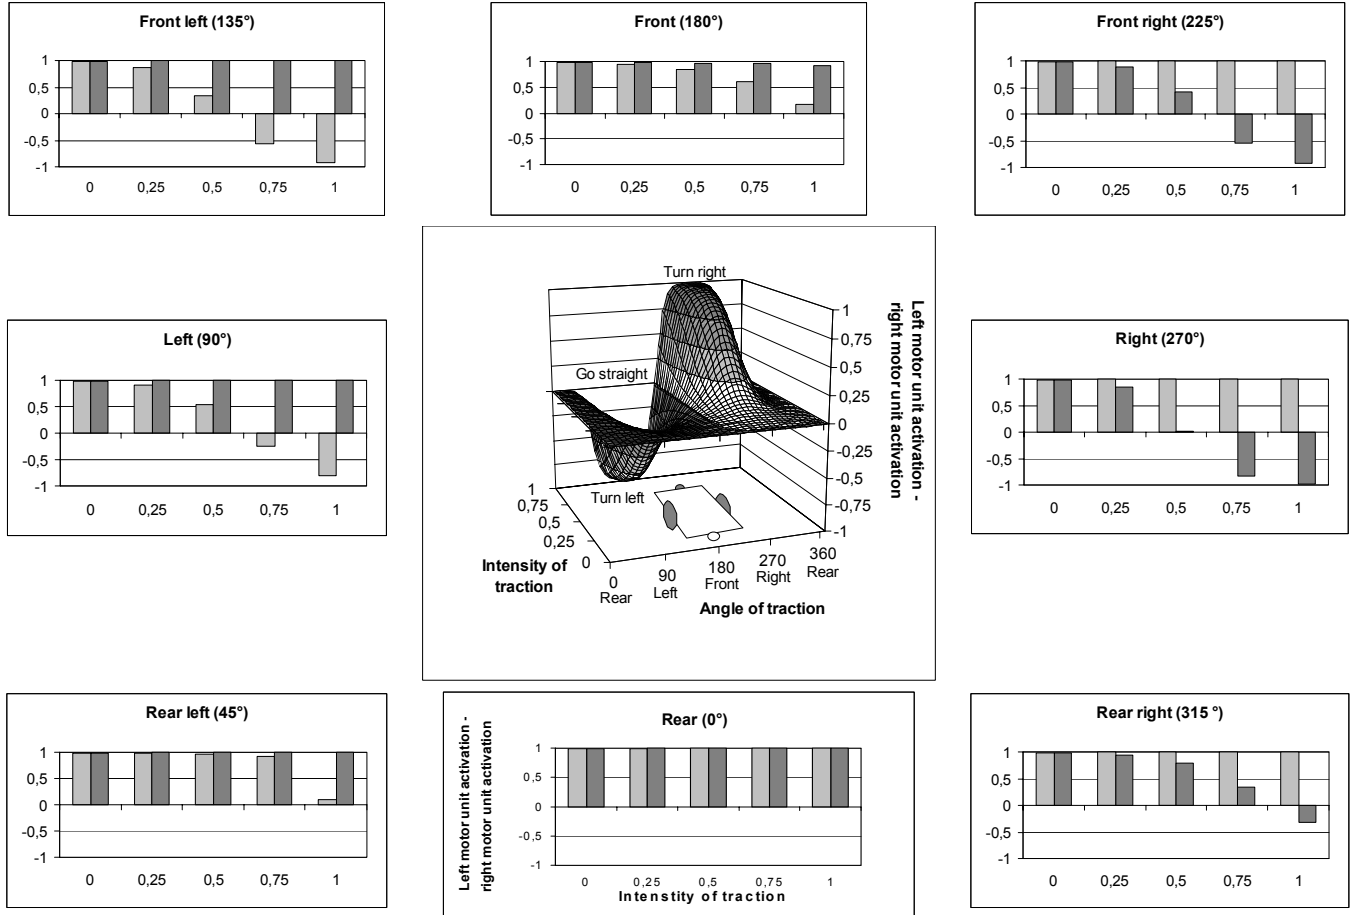 Front left (135°)
1
0,5
0
-0,5
-1
0 0,25 0,5 0,75 1
Front (180°)
1
0,5
0
-0,5
-1
0 0,25 0,5 0,75 1
Front right (225°)
1
0,5
0
-0,5
-1
0 0,25 0,5 0,75 1
Left (90°)
1
0,5
0
-0,5
-1
0 0,25 0,5 0,75 1
Turn right
Go straight
Turn left
1
0,75
0,5
0,25
0
-0,25
-0,5
-0,75
-1
Left motor unit activation -
right motor unit activation
1
0,75
0,5
0,25
0
Intensity of
traction
0 90 180 270 360
Rear Left Front Right Rear
Angle of traction
Right (270°)
1
0,5
0
-0,5
-1
0 0,25 0,5 0,75 1
Rear left (45°)
1
0,5
0
-0,5
-1
0 0,25 0,5 0,75 1
Rear (0°)
Left motor unit activation -
right motor unit activation
1
0,5
0
-0,5
-1
0 0,25 0,5 0,75 1
Intenstity of traction
Rear right (315 °)
1
0,5
0
-0,5
-1
0 0,25 0,5 0,75 1